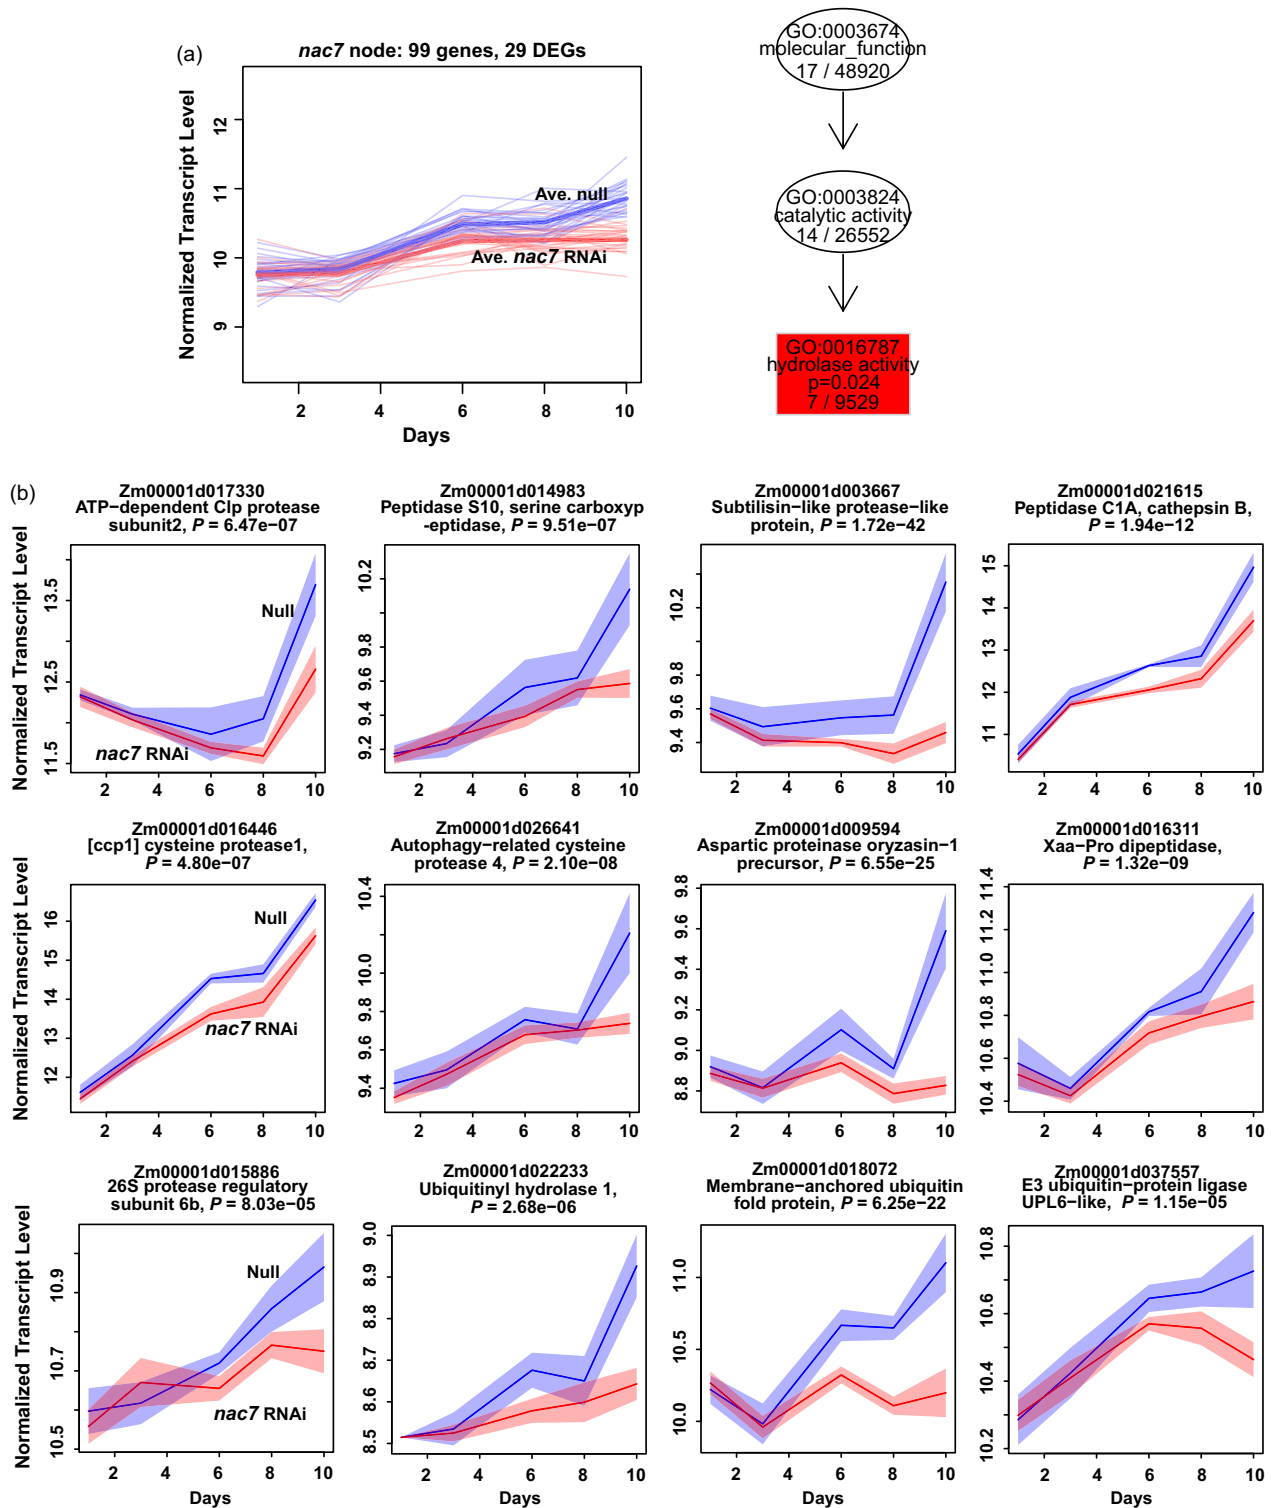 (a)
nac7 node: 99 genes, 29 DEGs
Normalized Transcript Level
12
11
10
9
Ave. null
Ave. nac7 RNAi
2 4 6 8 10
Days
GO:0003674
molecular_function
17 / 48920
GO:0003824
catalytic activity
14 / 26552
GO:0016787
hydrolase activity
p=0.024
7 / 9529
(b)
Zm00001d017330
ATP−dependent Clp protease
subunit2, P = 6.47e−07
Normalized Transcript Level
13.5
12.5
11.5
Null
nac7 RNAi
2 4 6 8 10
Zm00001d014983
Peptidase S10, serine carboxyp
-eptidase, P = 9.51e−07
10.2
9.8
9.6
9.4
9.2
2 4 6 8 10
Zm00001d003667
Subtilisin−like protease−like
protein, P = 1.72e−42
10.2
9.8
9.6
9.4
2 4 6 8 10
Zm00001d021615
Peptidase C1A, cathepsin B,
P = 1.94e−12
15
14
13
12
11
2 4 6 8 10
Zm00001d016446
[ccp1] cysteine protease1,
P = 4.80e−07
Normalized Transcript Level
16
15
14
13
12
Null
nac7 RNAi
2 4 6 8 10
Zm00001d026641
Autophagy−related cysteine
protease 4, P = 2.10e−08
10.4
10.0
9.8
9.6
9.4
2 4 6 8 10
Zm00001d009594
Aspartic proteinase oryzasin−1
precursor, P = 6.55e−25
9.8
9.6
9.4
9.2
9.0
8.8
2 4 6 8 10
Zm00001d016311
Xaa−Pro dipeptidase,
P = 1.32e−09
11.4
11.2
11.0
10.8
10.6
10.4
2 4 6 8 10
Zm00001d015886
26S protease regulatory
subunit 6b, P = 8.03e−05
Normalized Transcript Level
10.9
10.7
10.5
Null
nac7 RNAi
2 4 6 8 10
Days
Zm00001d022233
Ubiquitinyl hydrolase 1,
P = 2.68e−06
9.0
8.9
8.8
8.7
8.6
8.5
2 4 6 8 10
Days
Zm00001d018072
Membrane−anchored ubiquitin
fold protein, P = 6.25e−22
11.0
10.5
10.0
2 4 6 8 10
Days
Zm00001d037557
E3 ubiquitin−protein ligase
UPL6−like, P = 1.15e−05
10.8
10.6
10.4
10.2
2 4 6 8 10
Days